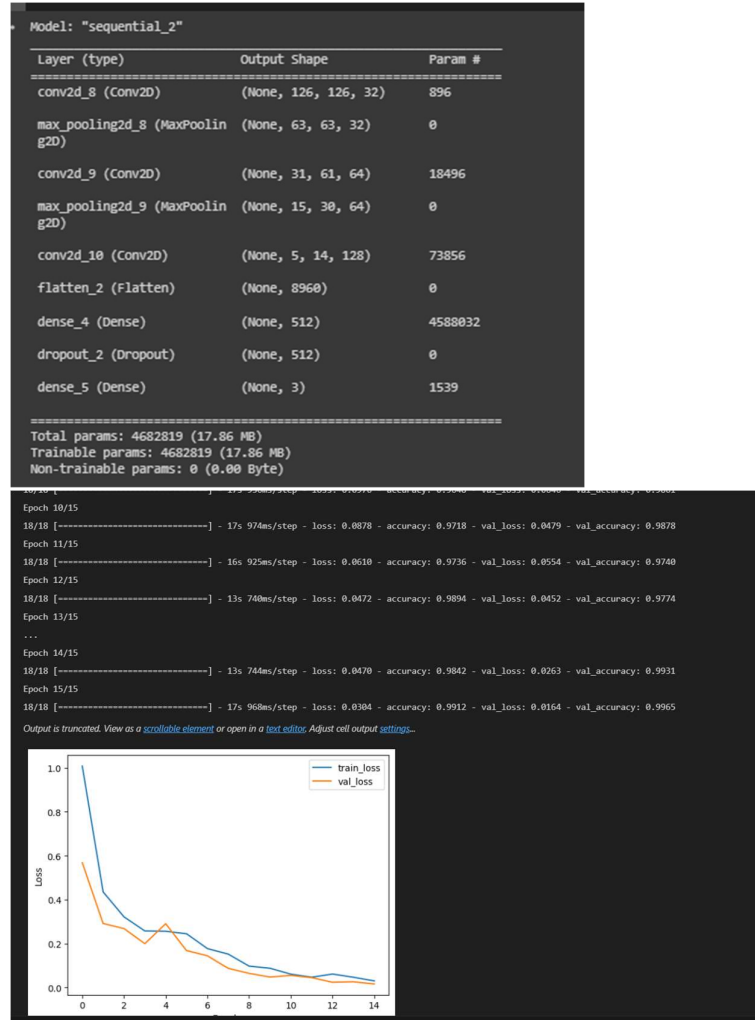 Model: "sequential_2"
Layer (type) Output Shape Param #
conv2d_8 (Conv2D) (None, 126, 126, 32) 896
max_pooling2d_8 (MaxPoolin (None, 63, 63, 32) 0
g2D)
conv2d_9 (Conv2D) (None, 31, 61, 64) 18496
max_pooling2d_9 (MaxPoolin (None, 15, 30, 64) 0
g2D)
conv2d_10 (Conv2D) (None, 5, 14, 128) 73856
flatten_2 (Flatten) (None, 8960) 0
dense_4 (Dense) (None, 512) 4588032
dropout_2 (Dropout) (None, 512) 0
dense_5 (Dense) (None, 3) 1539
Total params: 4682819 (17.86 MB)
Trainable params: 4682819 (17.86 MB)
Non-trainable params: 0 (0.00 Byte)
Epoch 10/15
18/18 [==============================] - 17s 974ms/step - loss: 0.0878 - accuracy: 0.9718 - val_loss: 0.0479 - val_accuracy: 0.9878
Epoch 11/15
18/18 [==============================] - 16s 925ms/step - loss: 0.0610 - accuracy: 0.9736 - val_loss: 0.0554 - val_accuracy: 0.9740
Epoch 12/15
18/18 [==============================] - 13s 740ms/step - loss: 0.0472 - accuracy: 0.9894 - val_loss: 0.0452 - val_accuracy: 0.9774
Epoch 13/15
...
Epoch 14/15
18/18 [==============================] - 13s 744ms/step - loss: 0.0470 - accuracy: 0.9842 - val_loss: 0.0263 - val_accuracy: 0.9931
Epoch 15/15
18/18 [==============================] - 17s 968ms/step - loss: 0.0304 - accuracy: 0.9912 - val_loss: 0.0164 - val_accuracy: 0.9965
Output is truncated. View as a scrollable element or open in a text editor. Adjust cell output settings...
train_loss
val_loss
Loss
1.0
0.8
0.6
0.4
0.2
0.0
0 2 4 6 8 10 12 14